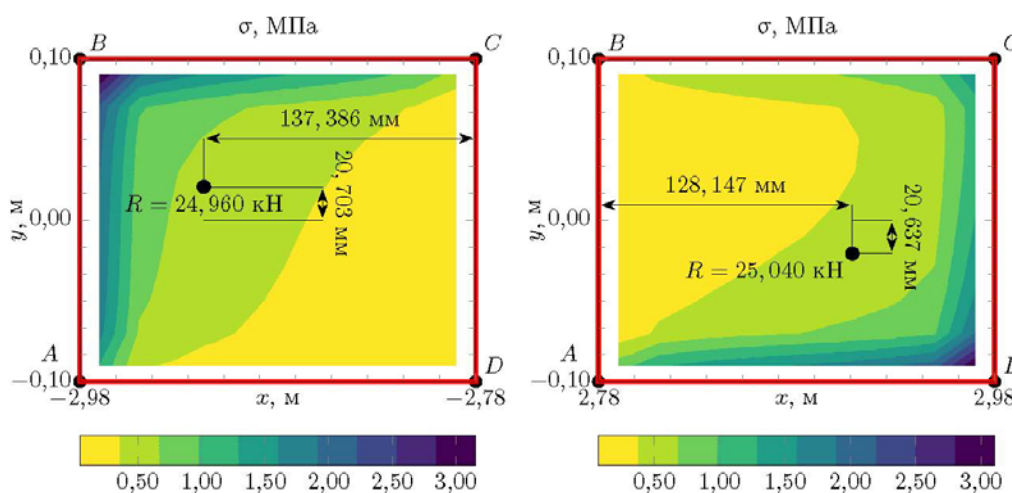 σ, МПа
B
C
0,10
137,386 мм
20,703 мм
R = 24,960 кН
0,00
y, м
A
D
−0,10
−2,98
x, м
−2,78
0,50 1,00 1,50 2,00 2,50 3,00
σ, МПа
B
C
0,10
128,147 мм
20,637 мм
R = 25,040 кН
0,00
y, м
A
−0,10
2,78
x, м
2,98
0,50 1,00 1,50 2,00 2,50 3,00